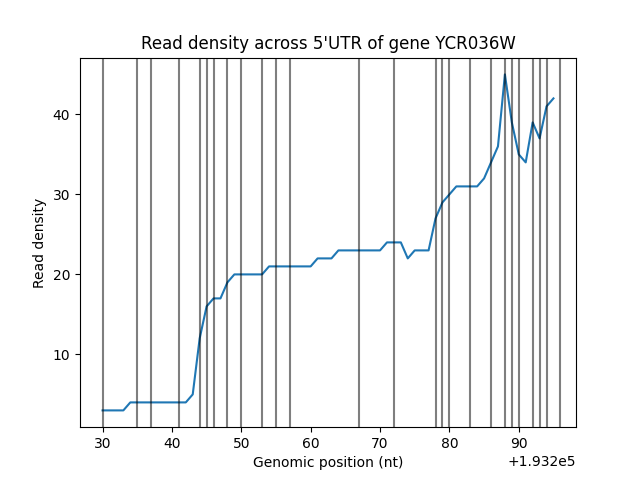 Read density across 5'UTR of gene YCR036W
Read density
40
30
20
10
30 40 50 60 70 80 90
Genomic position (nt)
+1.932e5